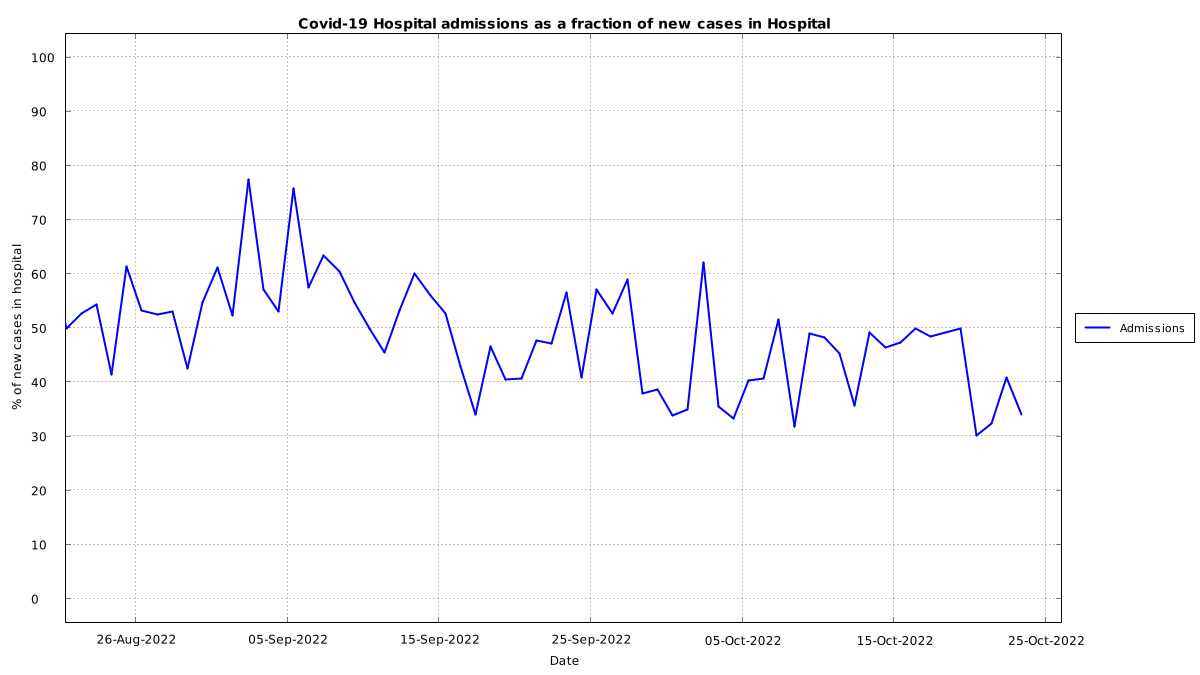 Covid-19 Hospital admissions as a fraction of new cases in Hospital
100
90
80
70
60
50
40
30
20
10
0
% of new cases in hospital
26-Aug-2022
05-Sep-2022
15-Sep-2022
25-Sep-2022
05-Oct-2022
15-Oct-2022
25-Oct-2022
Date
Admissions